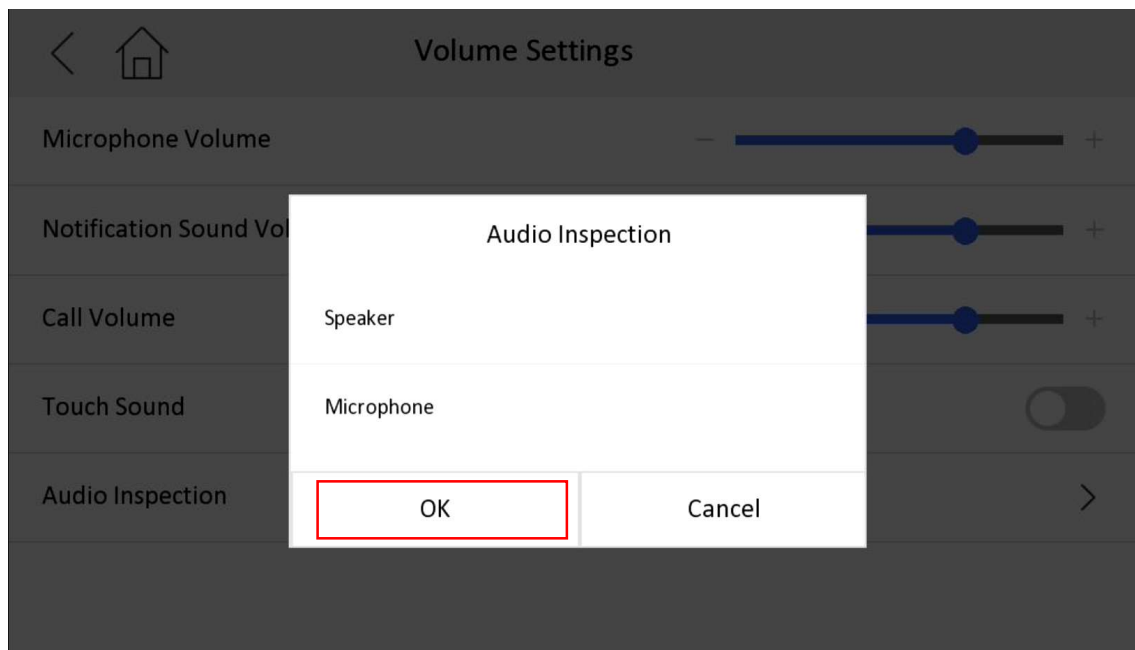 Volume Settings
Microphone Volume
Notification Sound Vol
Audio Inspection
Call Volume
Speaker
Touch Sound
Microphone
Audio Inspection
OK
Cancel